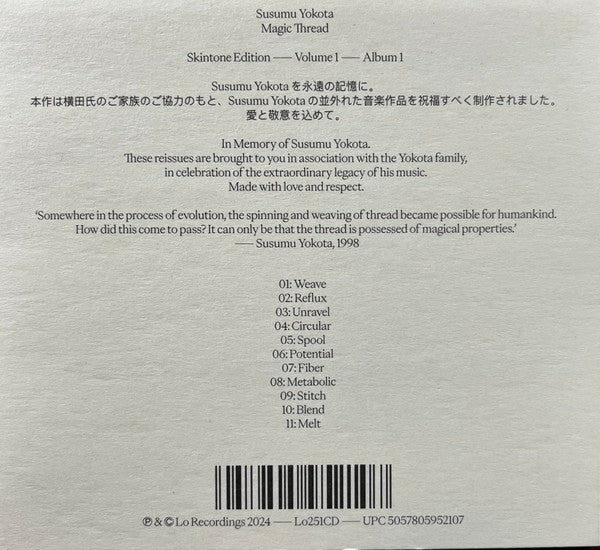 Susumu Yokota
Magic Thread
Skintone Edition — Volume 1 — Album 1
Susumu Yokota を永遠の記憶に。
本作は横田氏のご家族のご協力のもと、Susumu Yokota の並外れた音楽作品を祝福すべく制作されました。
愛と敬意を込めて。
In Memory of Susumu Yokota.
These reissues are brought to you in association with the Yokota family,
in celebration of the extraordinary legacy of his music.
Made with love and respect.
‘Somewhere in the process of evolution, the spinning and weaving of thread became possible for humankind.
How did this come to pass? It can only be that the thread is possessed of magical properties.’
— Susumu Yokota, 1998
01: Weave
02: Reflux
03: Unravel
04: Circular
05: Spool
06: Potential
07: Fiber
08: Metabolic
09: Stitch
10: Blend
11: Melt
℗ & © Lo Recordings 2024 — Lo251CD — UPC 5057805952107